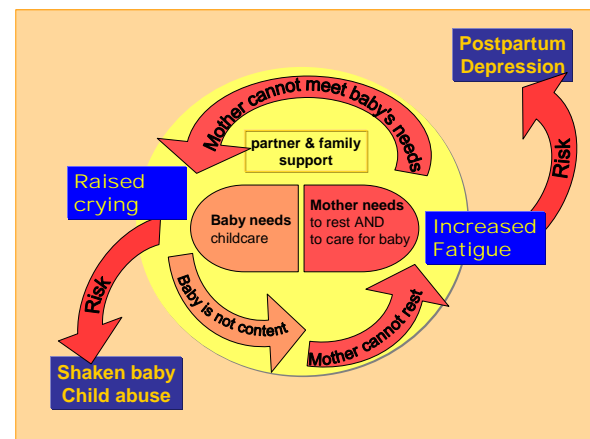 Postpartum
Depression
Mother cannot meet baby's needs
partner & family
support
Risk
Raised
crying
Baby needs
childcare
Mother needs
to rest AND
to care for baby
Increased
Fatigue
Risk
Baby is not content
Mother cannot rest
Shaken baby
Child abuse